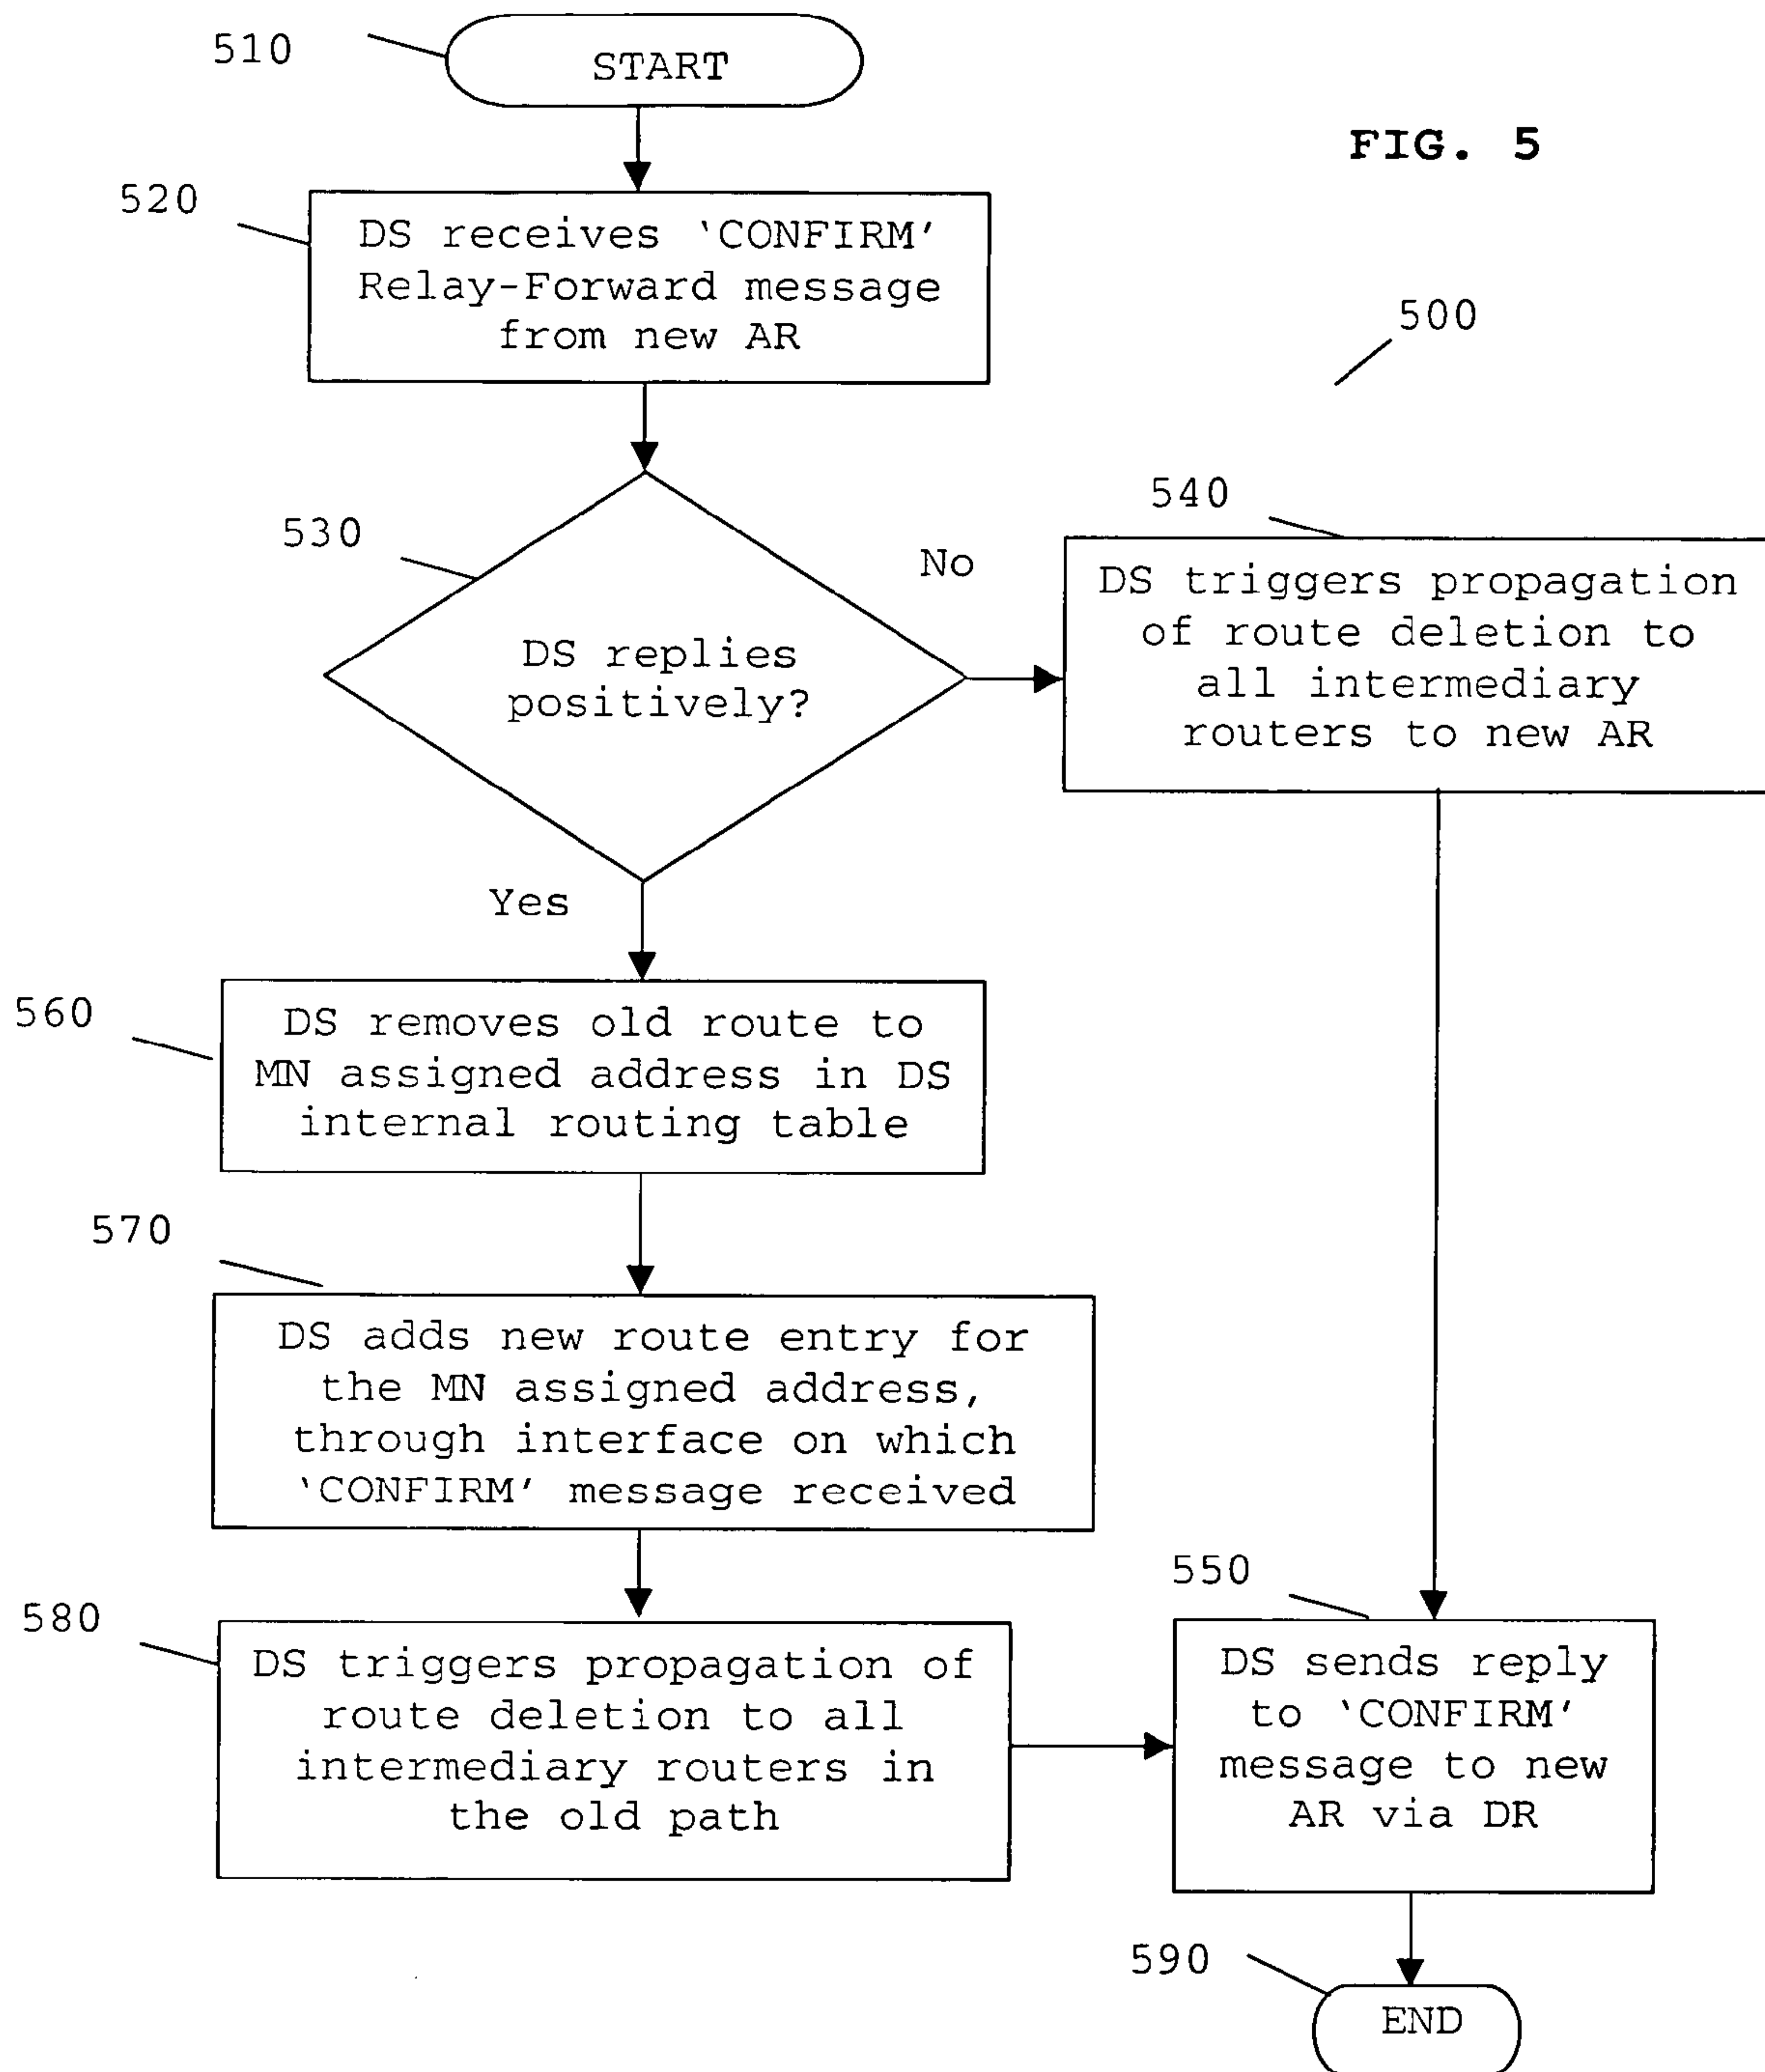 510
START
FIG. 5
520
DS receives ‘CONFIRM’
Relay-Forward message
from new AR
500
530
DS replies
positively?
No
540
DS triggers propagation
of route deletion to
all intermediary
routers to new AR
Yes
560
DS removes old route to
MN assigned address in DS
internal routing table
570
DS adds new route entry for
the MN assigned address,
through interface on which
‘CONFIRM’ message received
580
DS triggers propagation of
route deletion to all
intermediary routers in
the old path
550
DS sends reply
to ‘CONFIRM’
message to new
AR via DR
590
END